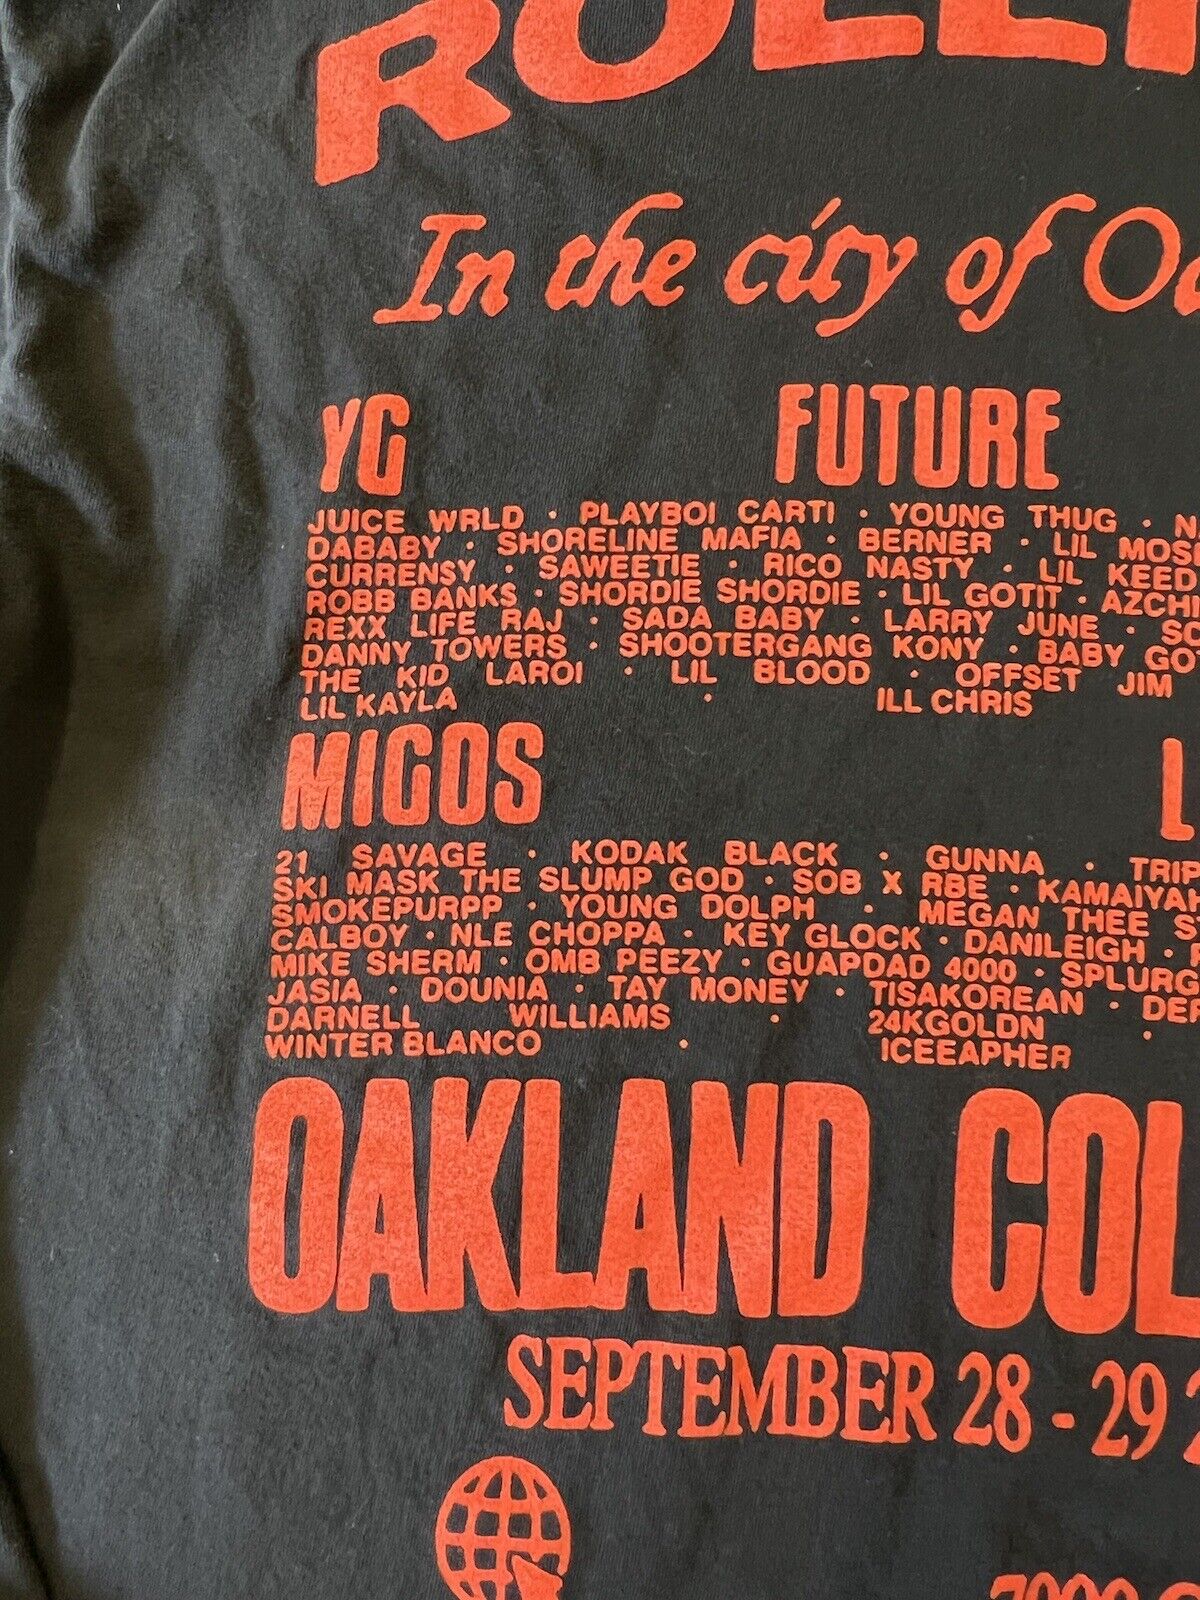 In the city of
YG FUTURE
JUICE WRLD · PLAYBOI CARTI · YOUNG THUG ·
DABABY · SHORELINE MAFIA · BERNER · LIL
CURRENSY · SAWEETIE · RICO NASTY · LIL KEED
ROBB BANKS · SHORDIE SHORDIE · LIL GOTIT ·
REXX LIFE RAJ · SADA BABY · LARRY JUNE ·
DANNY TOWERS · SHOOTERGANG KONY · BABY
THE KID LAROI · LIL BLOOD · OFFSET JIM
LIL KAYLA · ILL CHRIS
MIGOS
21 SAVAGE · KODAK BLACK · GUNNA ·
SKI MASK THE SLUMP GOD · SOB X RBE · KAMAIYAH
SMOKEPURPP · YOUNG DOLPH · MEGAN THEE
CALBOY · NLE CHOPPA · KEY GLOCK · DANILEIGH ·
MIKE SHERM · OMB PEEZY · GUAPDAD 4000 ·
JASIA · DOUNIA · TAY MONEY · TISAKOREAN ·
DARNELL WILLIAMS · 24KGOLDN ·
WINTER BLANCO · ICEEAPHER
OAKLAND
SEPTEMBER 28 - 29